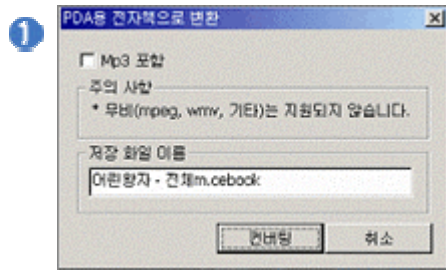 1
PDA용 전자책으로 변환
Mp3 포함
주의 사항
* 무비(mpeg, wmv, 기타)는 지원되지 않습니다.
저장 화일 이름
어린왕자 - 전체m.cebook
컨버팅 취소